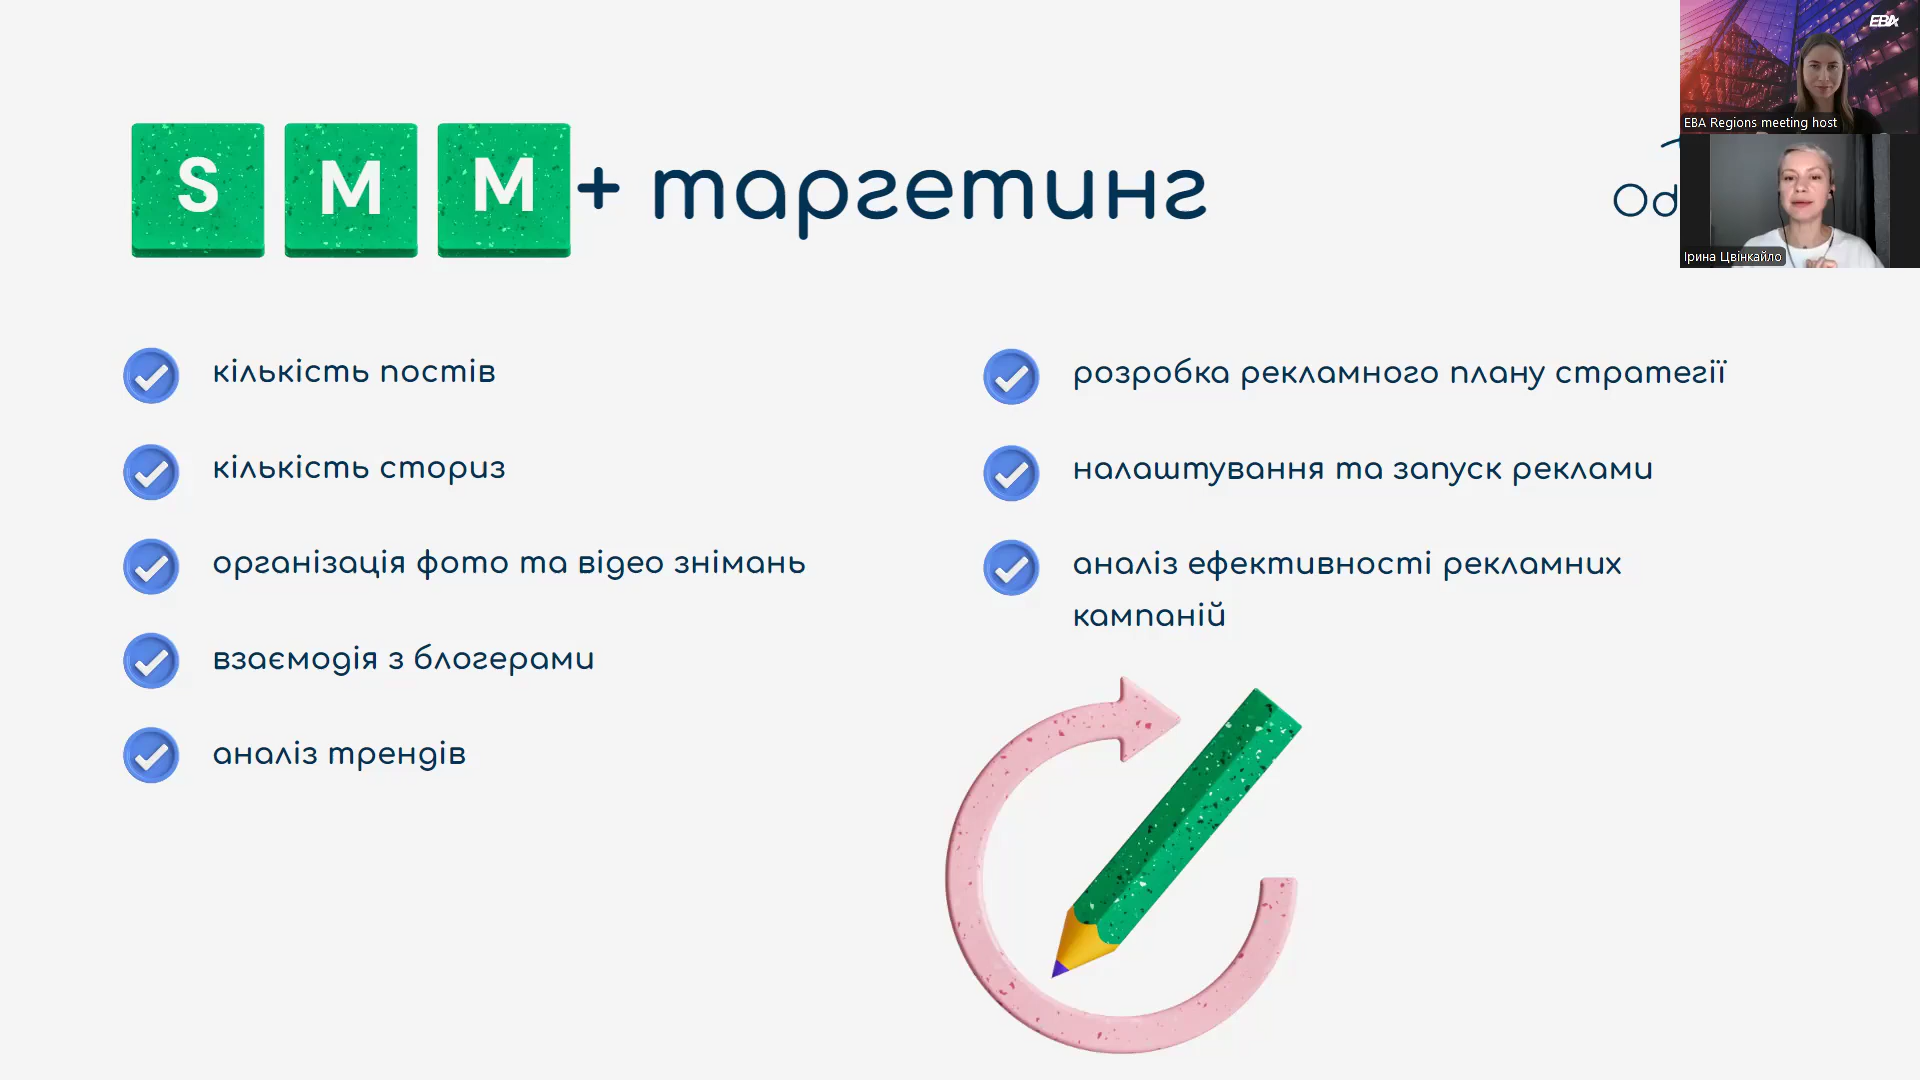 SMM + таргетинг
кількість постів
кількість сториз
організація фото та відео знімань
взаємодія з блогерами
аналіз трендів
розробка рекламного плану стратегії
налаштування та запуск реклами
аналіз ефективності рекламних
кампаній
EBA
EBA Regions meeting host
Ірина Цвінкайло